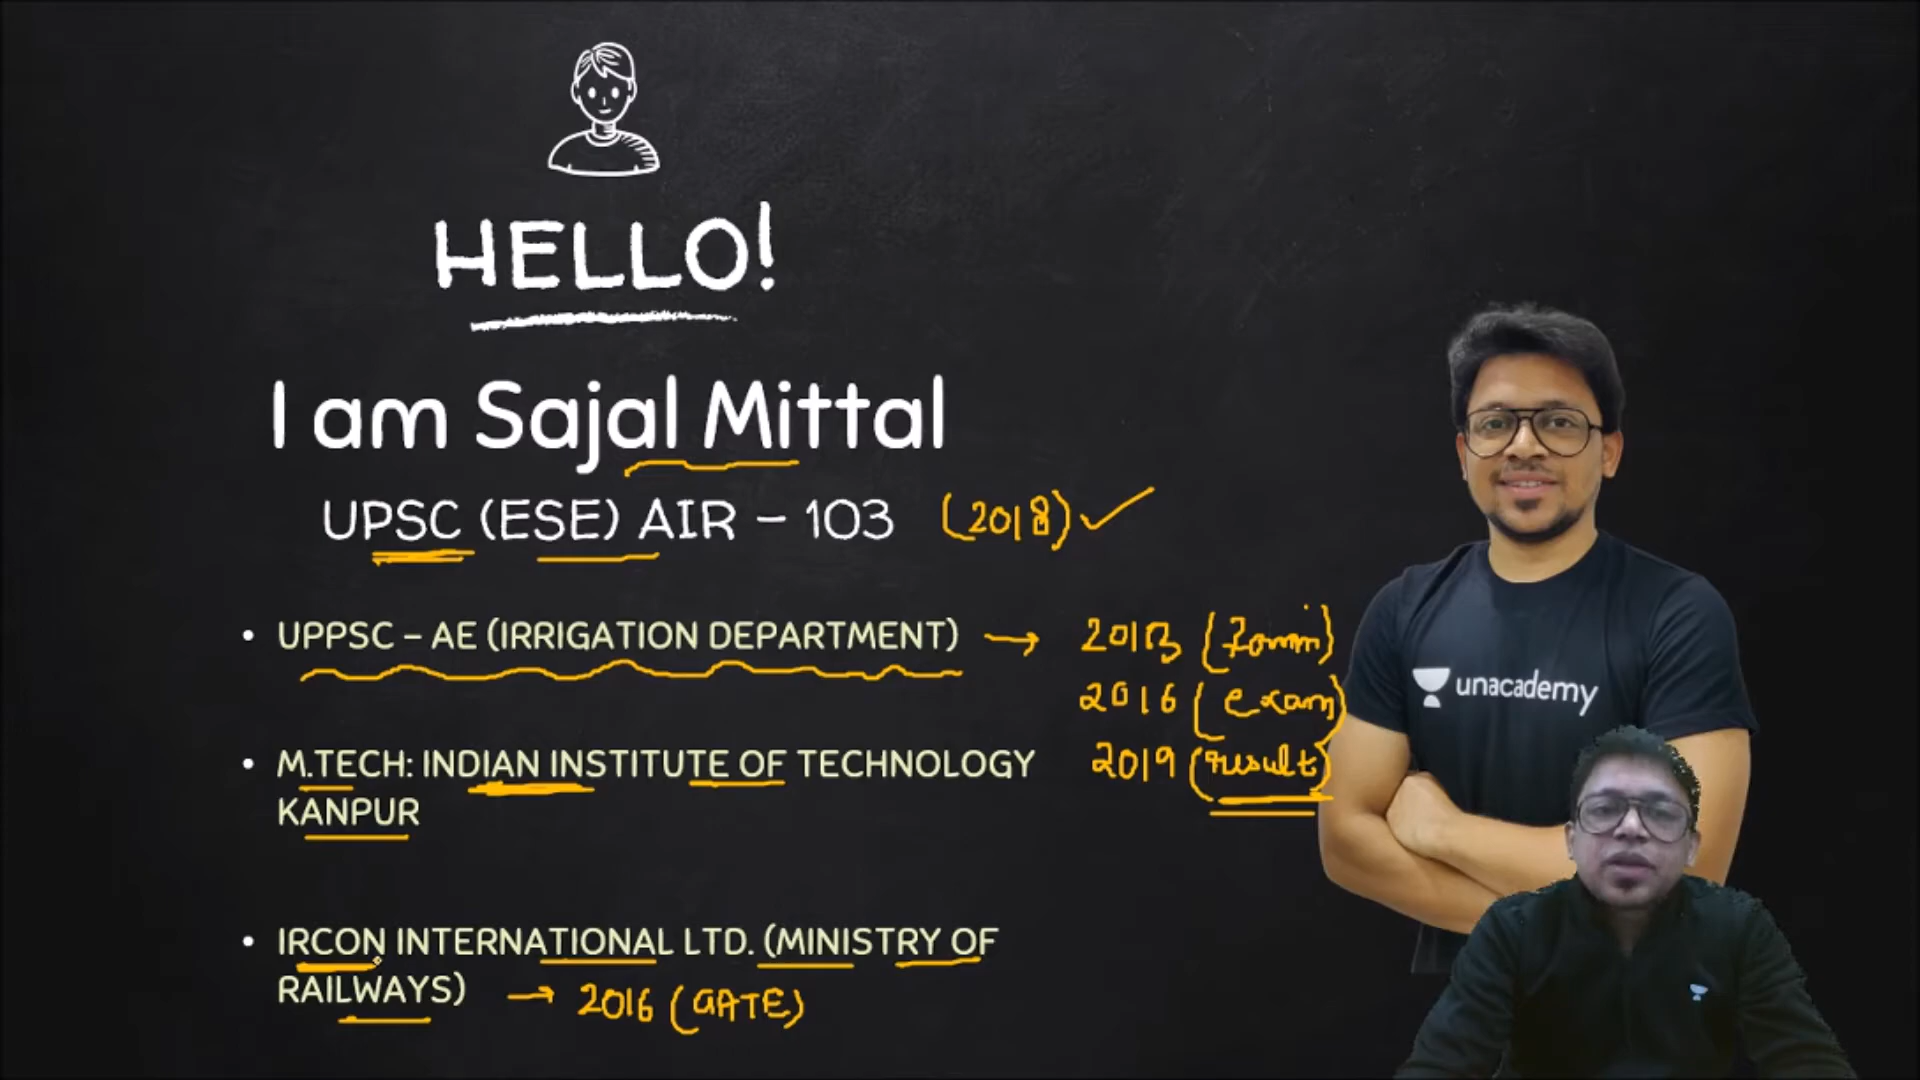 HELLO!
I am Sajal Mittal
UPSC (ESE) AIR – 103 (2018) ✓
• UPPSC – AE (IRRIGATION DEPARTMENT) → 2013
2016 (exam)
unacademy
• M.TECH: INDIAN INSTITUTE OF TECHNOLOGY
KANPUR
2019 (result)
• IRCON INTERNATIONAL LTD. (MINISTRY OF
RAILWAYS) → 2016 (GATE)